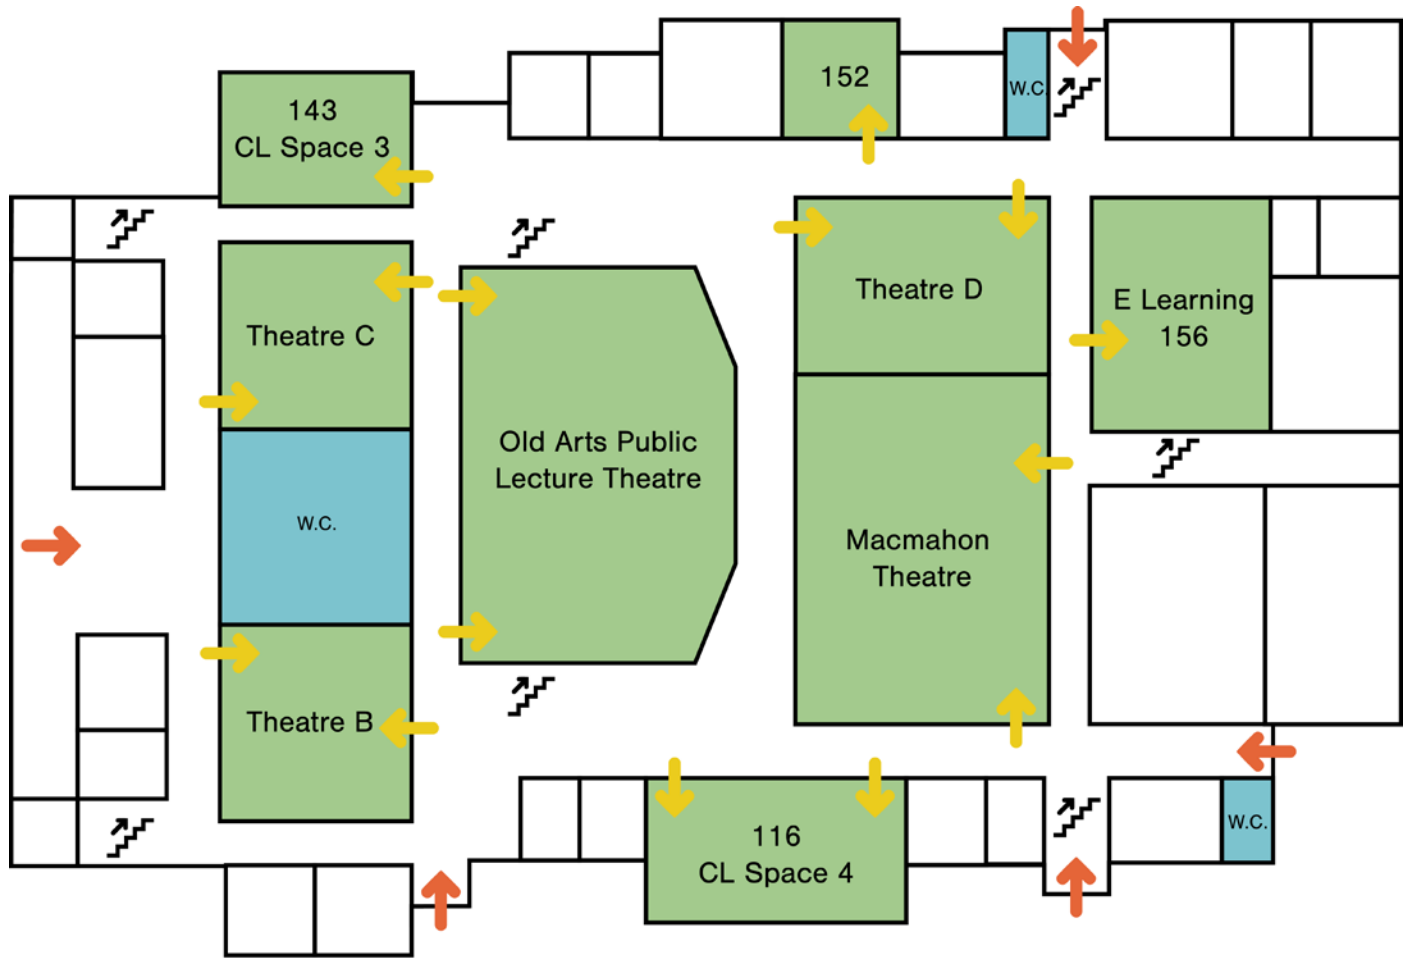 143
CL Space 3
152
W.C.
Theatre C
Theatre D
E Learning
156
Old Arts Public
Lecture Theatre
W.C.
Macmahon
Theatre
Theatre B
116
CL Space 4
W.C.